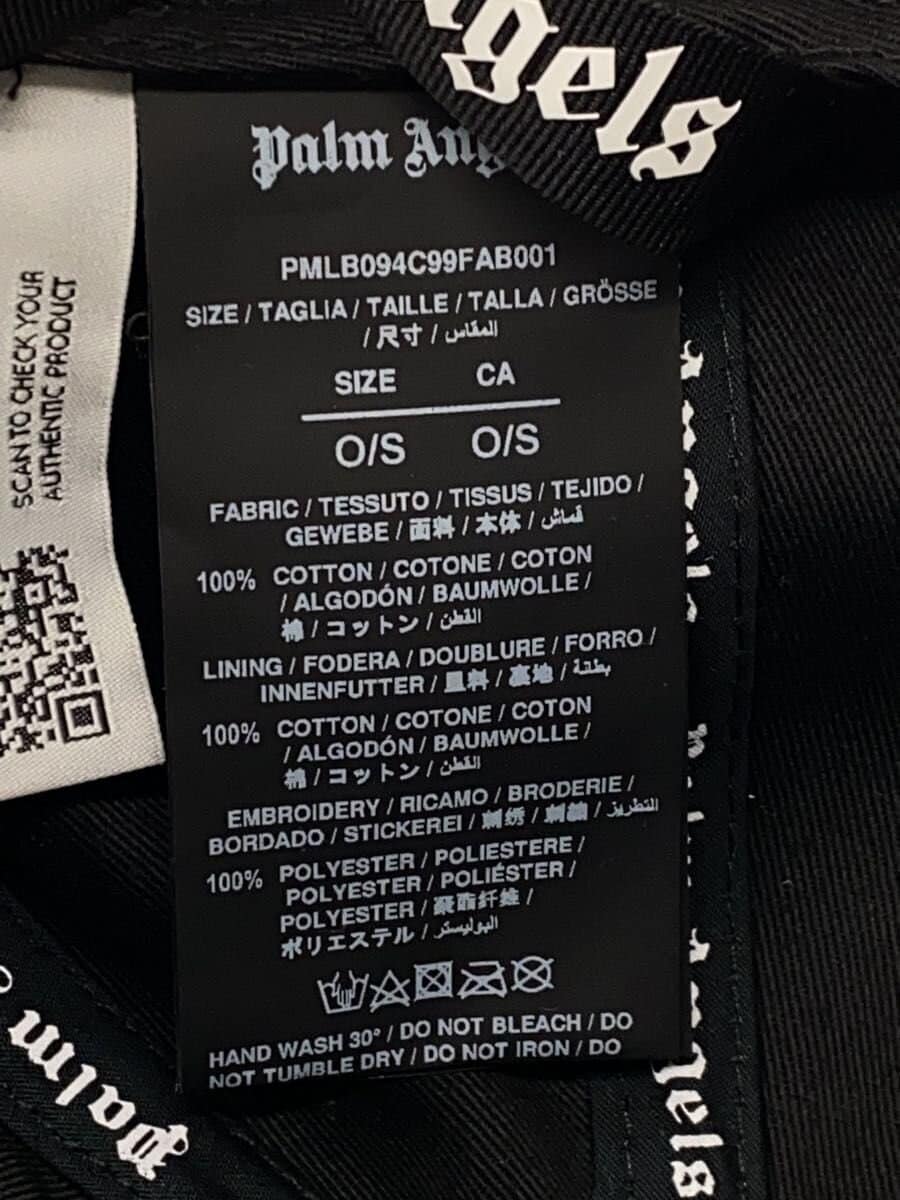 ngels
Palm Ang
PMLB094C99FAB001
SIZE / TAGLIA / TAILLE / TALLA / GRÖSSE
/ 尺寸 / المقاس
SIZE CA
O/S O/S
FABRIC / TESSUTO / TISSUS / TEJIDO /
GEWEBE / 面料 / 本体 / قماش
100% COTTON / COTONE / COTON
/ ALGODÓN / BAUMWOLLE /
棉 / コットン / القطن
LINING / FODERA / DOUBLURE / FORRO /
INNENFUTTER / 里料 / 裏地 / بطانة
100% COTTON / COTONE / COTON
/ ALGODÓN / BAUMWOLLE /
棉 / コットン / القطن
EMBROIDERY / RICAMO / BRODERIE /
BORDADO / STICKEREI / 刺绣 / 刺繍 / التطريز
100% POLYESTER / POLIESTERE /
POLYESTER / POLIÉSTER /
POLYESTER / 聚酯纤维 /
ポリエステル / البوليستر
HAND WASH 30° / DO NOT BLEACH / DO
NOT TUMBLE DRY / DO NOT IRON / DO
SCAN TO CHECK YOUR
AUTHENTIC PRODUCT
Palm
ngels